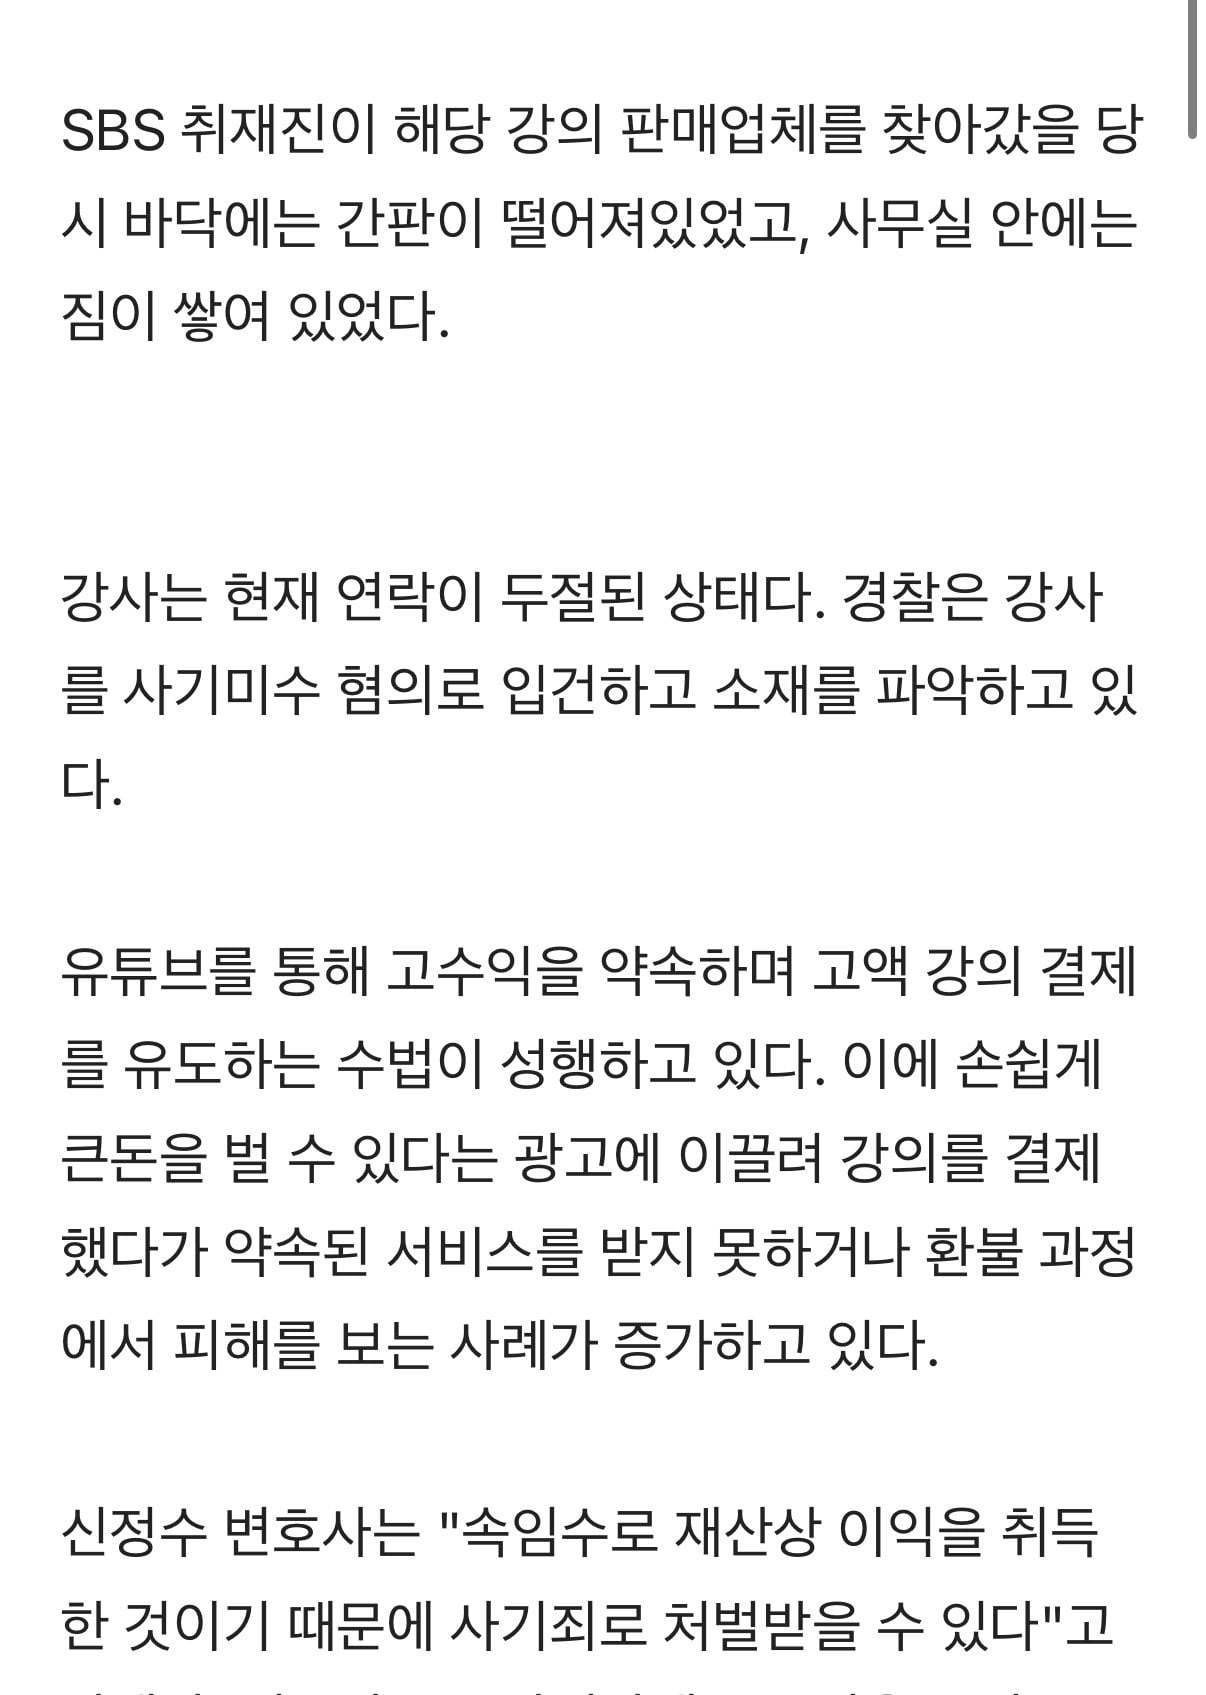 SBS 취재진이 해당 강의 판매업체를 찾아갔을 당
시 바닥에는 간판이 떨어져있었고, 사무실 안에는
짐이 쌓여 있었다.
강사는 현재 연락이 두절된 상태다. 경찰은 강사
를 사기미수 혐의로 입건하고 소재를 파악하고 있
다.
유튜브를 통해 고수익을 약속하며 고액 강의 결제
를 유도하는 수법이 성행하고 있다. 이에 손쉽게
큰돈을 벌 수 있다는 광고에 이끌려 강의를 결제
했다가 약속된 서비스를 받지 못하거나 환불 과정
에서 피해를 보는 사례가 증가하고 있다.
신정수 변호사는 "속임수로 재산상 이익을 취득
한 것이기 때문에 사기죄로 처벌받을 수 있다"고